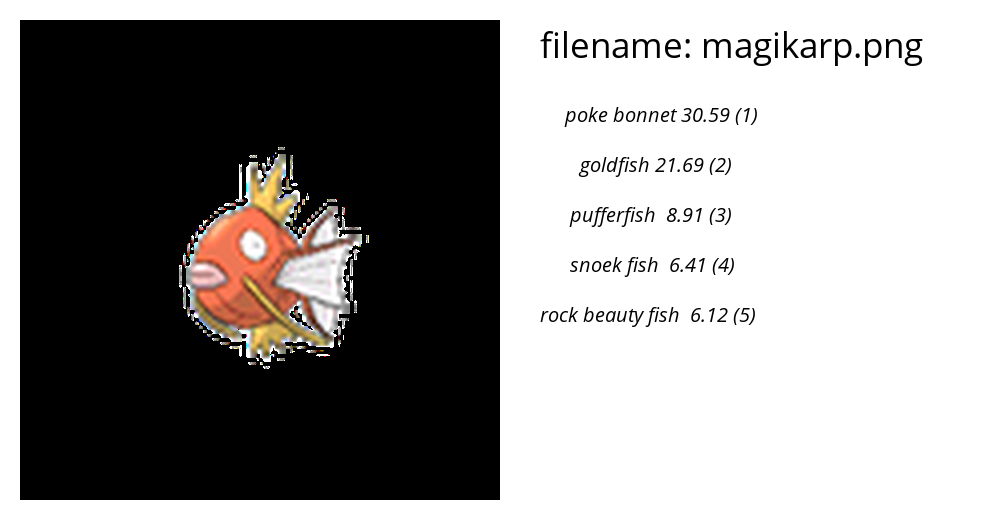 filename: magikarp.png
poke bonnet 30.59 (1)
goldfish 21.69 (2)
pufferfish 8.91 (3)
snoek fish 6.41 (4)
rock beauty fish 6.12 (5)